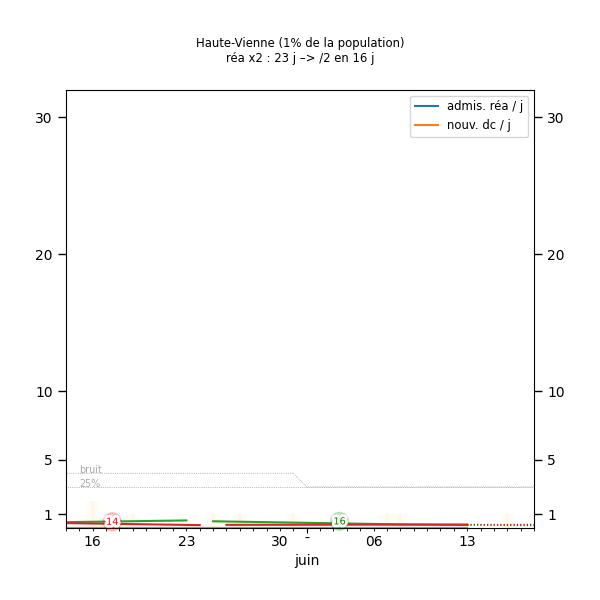 Haute-Vienne (1% de la population)
réa x2 : 23 j –> /2 en 16 j
admis. réa / j
nouv. dc / j
30 30
20 20
10 10
5 5
bruit
25%
1 14 16 1
16 23 30 - 06 13
juin